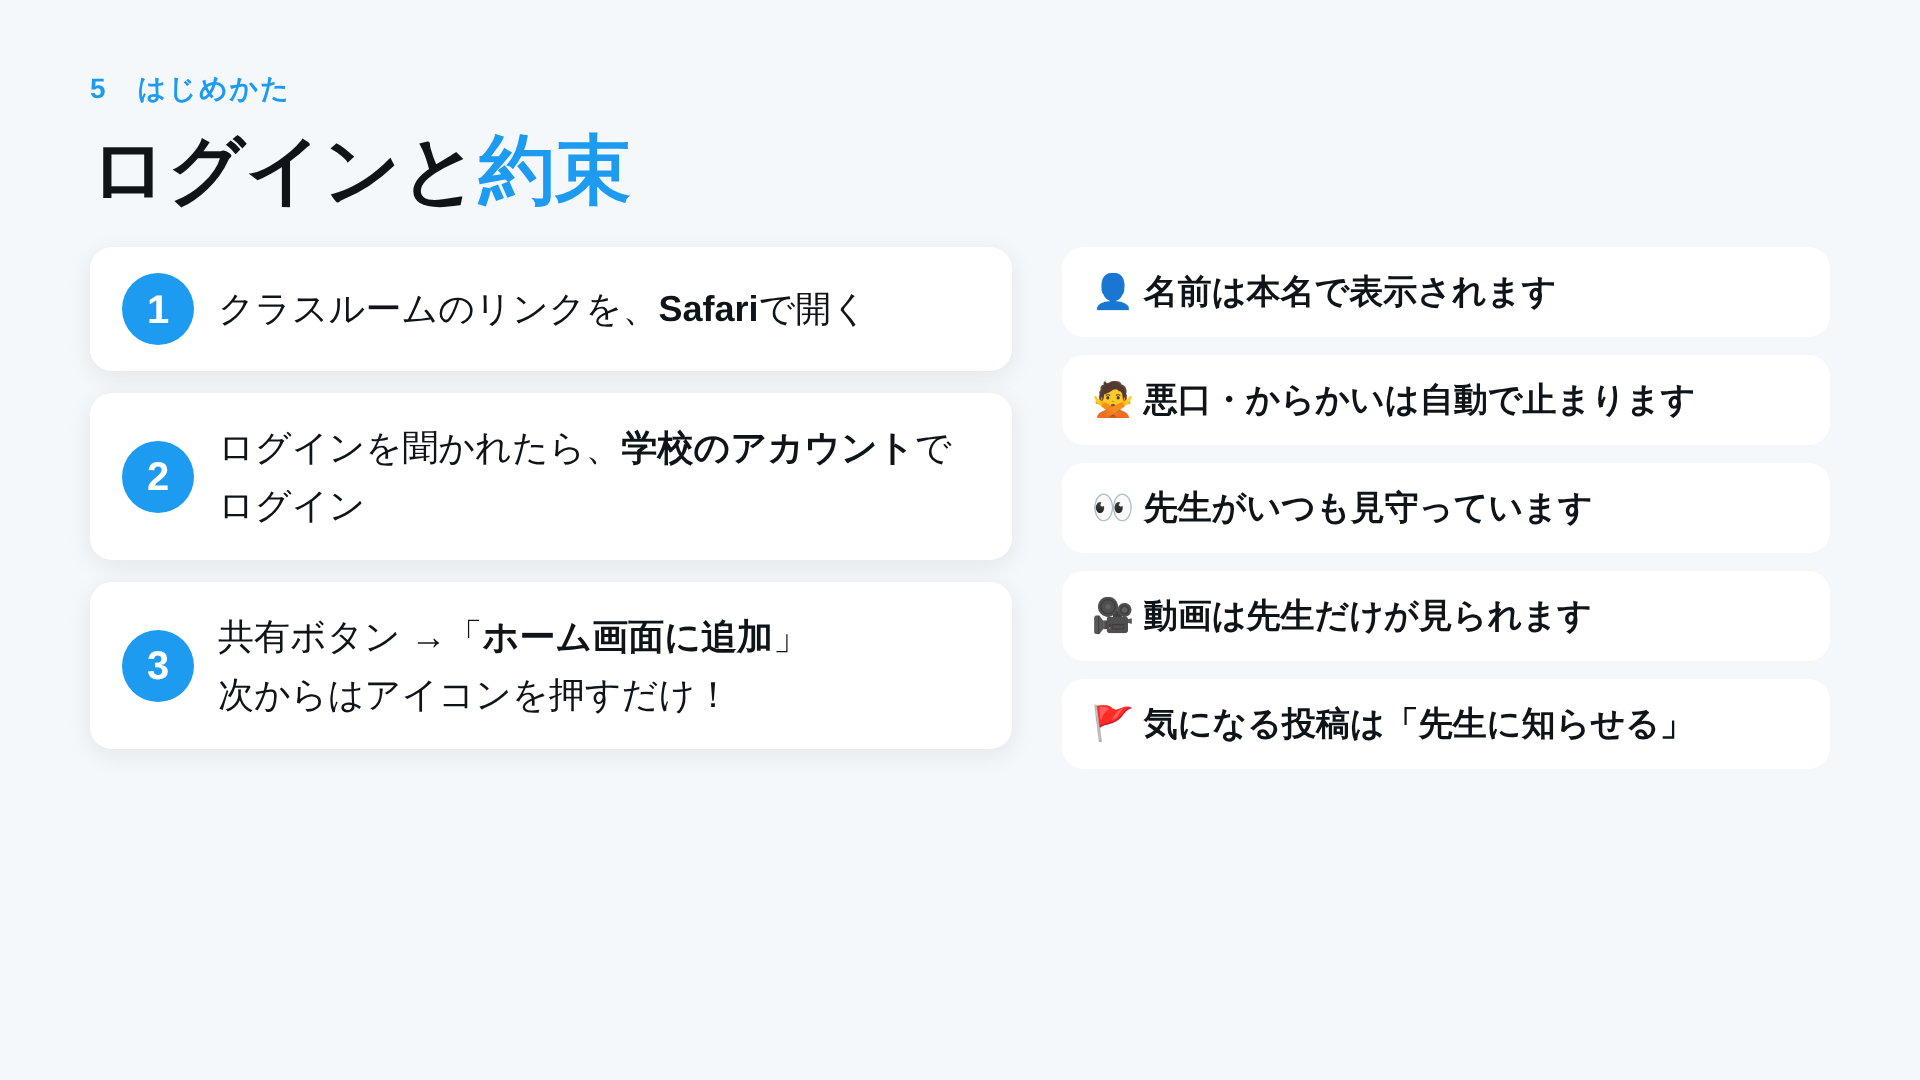 5　はじめかた
ログインと約束
1
クラスルームのリンクを、Safariで開く
2
ログインを聞かれたら、学校のアカウントで
ログイン
3
共有ボタン →「ホーム画面に追加」
次からはアイコンを押すだけ！
👤 名前は本名で表示されます
🙅 悪口・からかいは自動で止まります
👀 先生がいつも見守っています
🎥 動画は先生だけが見られます
🚩 気になる投稿は「先生に知らせる」